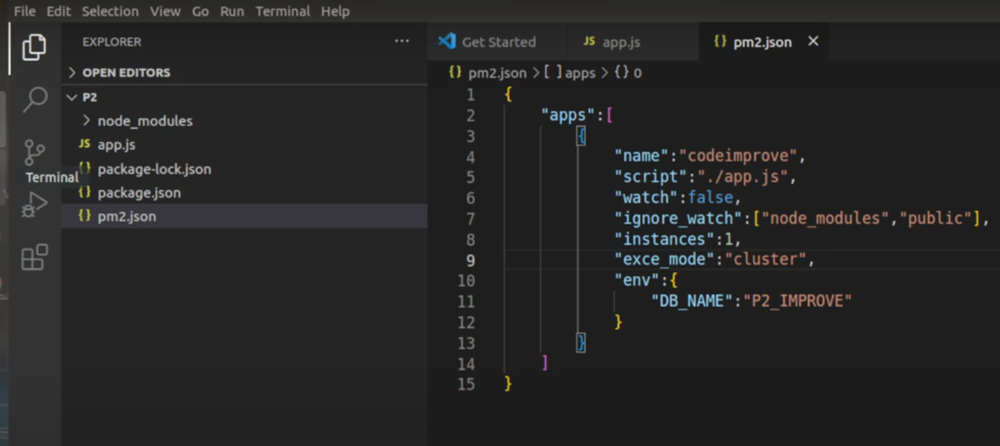 File Edit Selection View Go Run Terminal Help
EXPLORER ...
Get Started
JS app.js
{} pm2.json ×
> OPEN EDITORS
{} pm2.json > [ ] apps > {} 0
P2
> node_modules
JS app.js
{} package-lock.json
Terminal
{} package.json
{} pm2.json
1 {
2 "apps":[
3 {
4 "name":"codeimprove",
5 "script":"./app.js",
6 "watch":false,
7 "ignore_watch":["node_modules","public"],
8 "instances":1,
9 "exce_mode":"cluster",
10 "env":{
11 "DB_NAME":"P2_IMPROVE"
12 }
13 }
14 ]
15 }